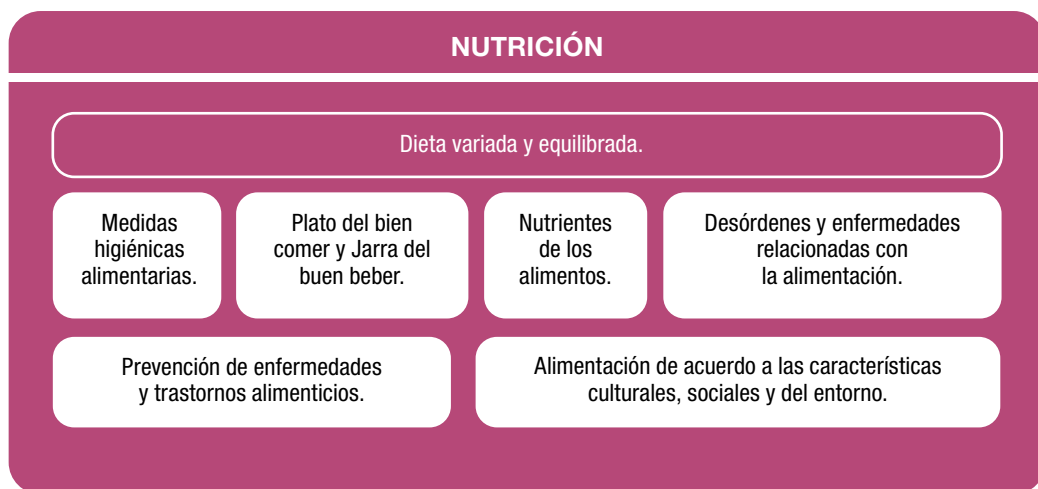 NUTRICIÓN
Dieta variada y equilibrada.
Medidas
higiénicas
alimentarias.
Plato del bien
comer y Jarra del
buen beber.
Nutrientes
de los
alimentos.
Desórdenes y enfermedades
relacionadas con
la alimentación.
Prevención de enfermedades
y trastornos alimenticios.
Alimentación de acuerdo a las características
culturales, sociales y del entorno.